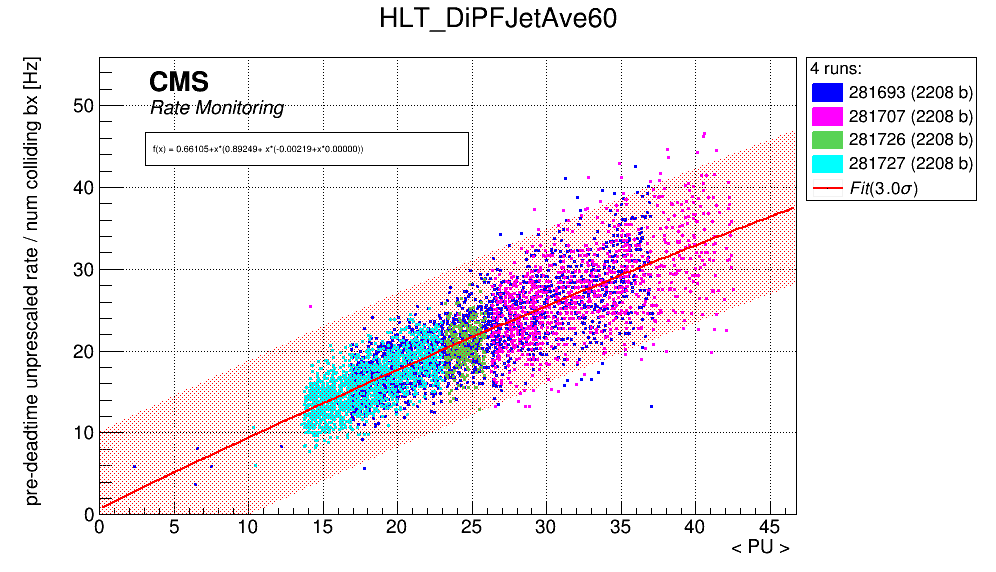 HLT_DiPFJetAve60
pre-deadtime unprescaled rate / num colliding bx [Hz]
CMS
Rate Monitoring
f(x) = 0.66105+x*(0.89249+ x*(-0.00219+x*0.00000))
50
40
30
20
10
0
0 5 10 15 20 25 30 35 40 45
< PU >
4 runs:
281693 (2208 b)
281707 (2208 b)
281726 (2208 b)
281727 (2208 b)
Fit(3.0σ)